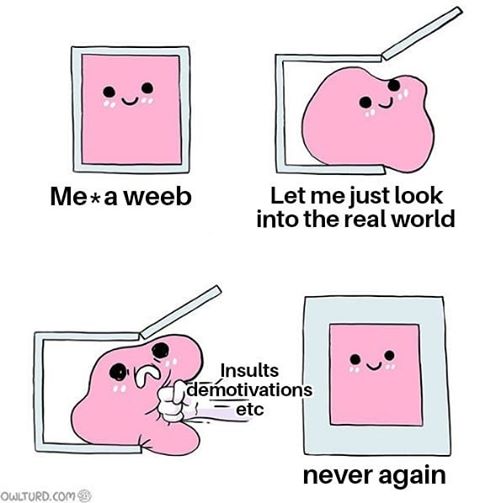 Me*a weeb
Let me just look
into the real world
Insults
demotivations
etc
never again
OWLTURD.COM